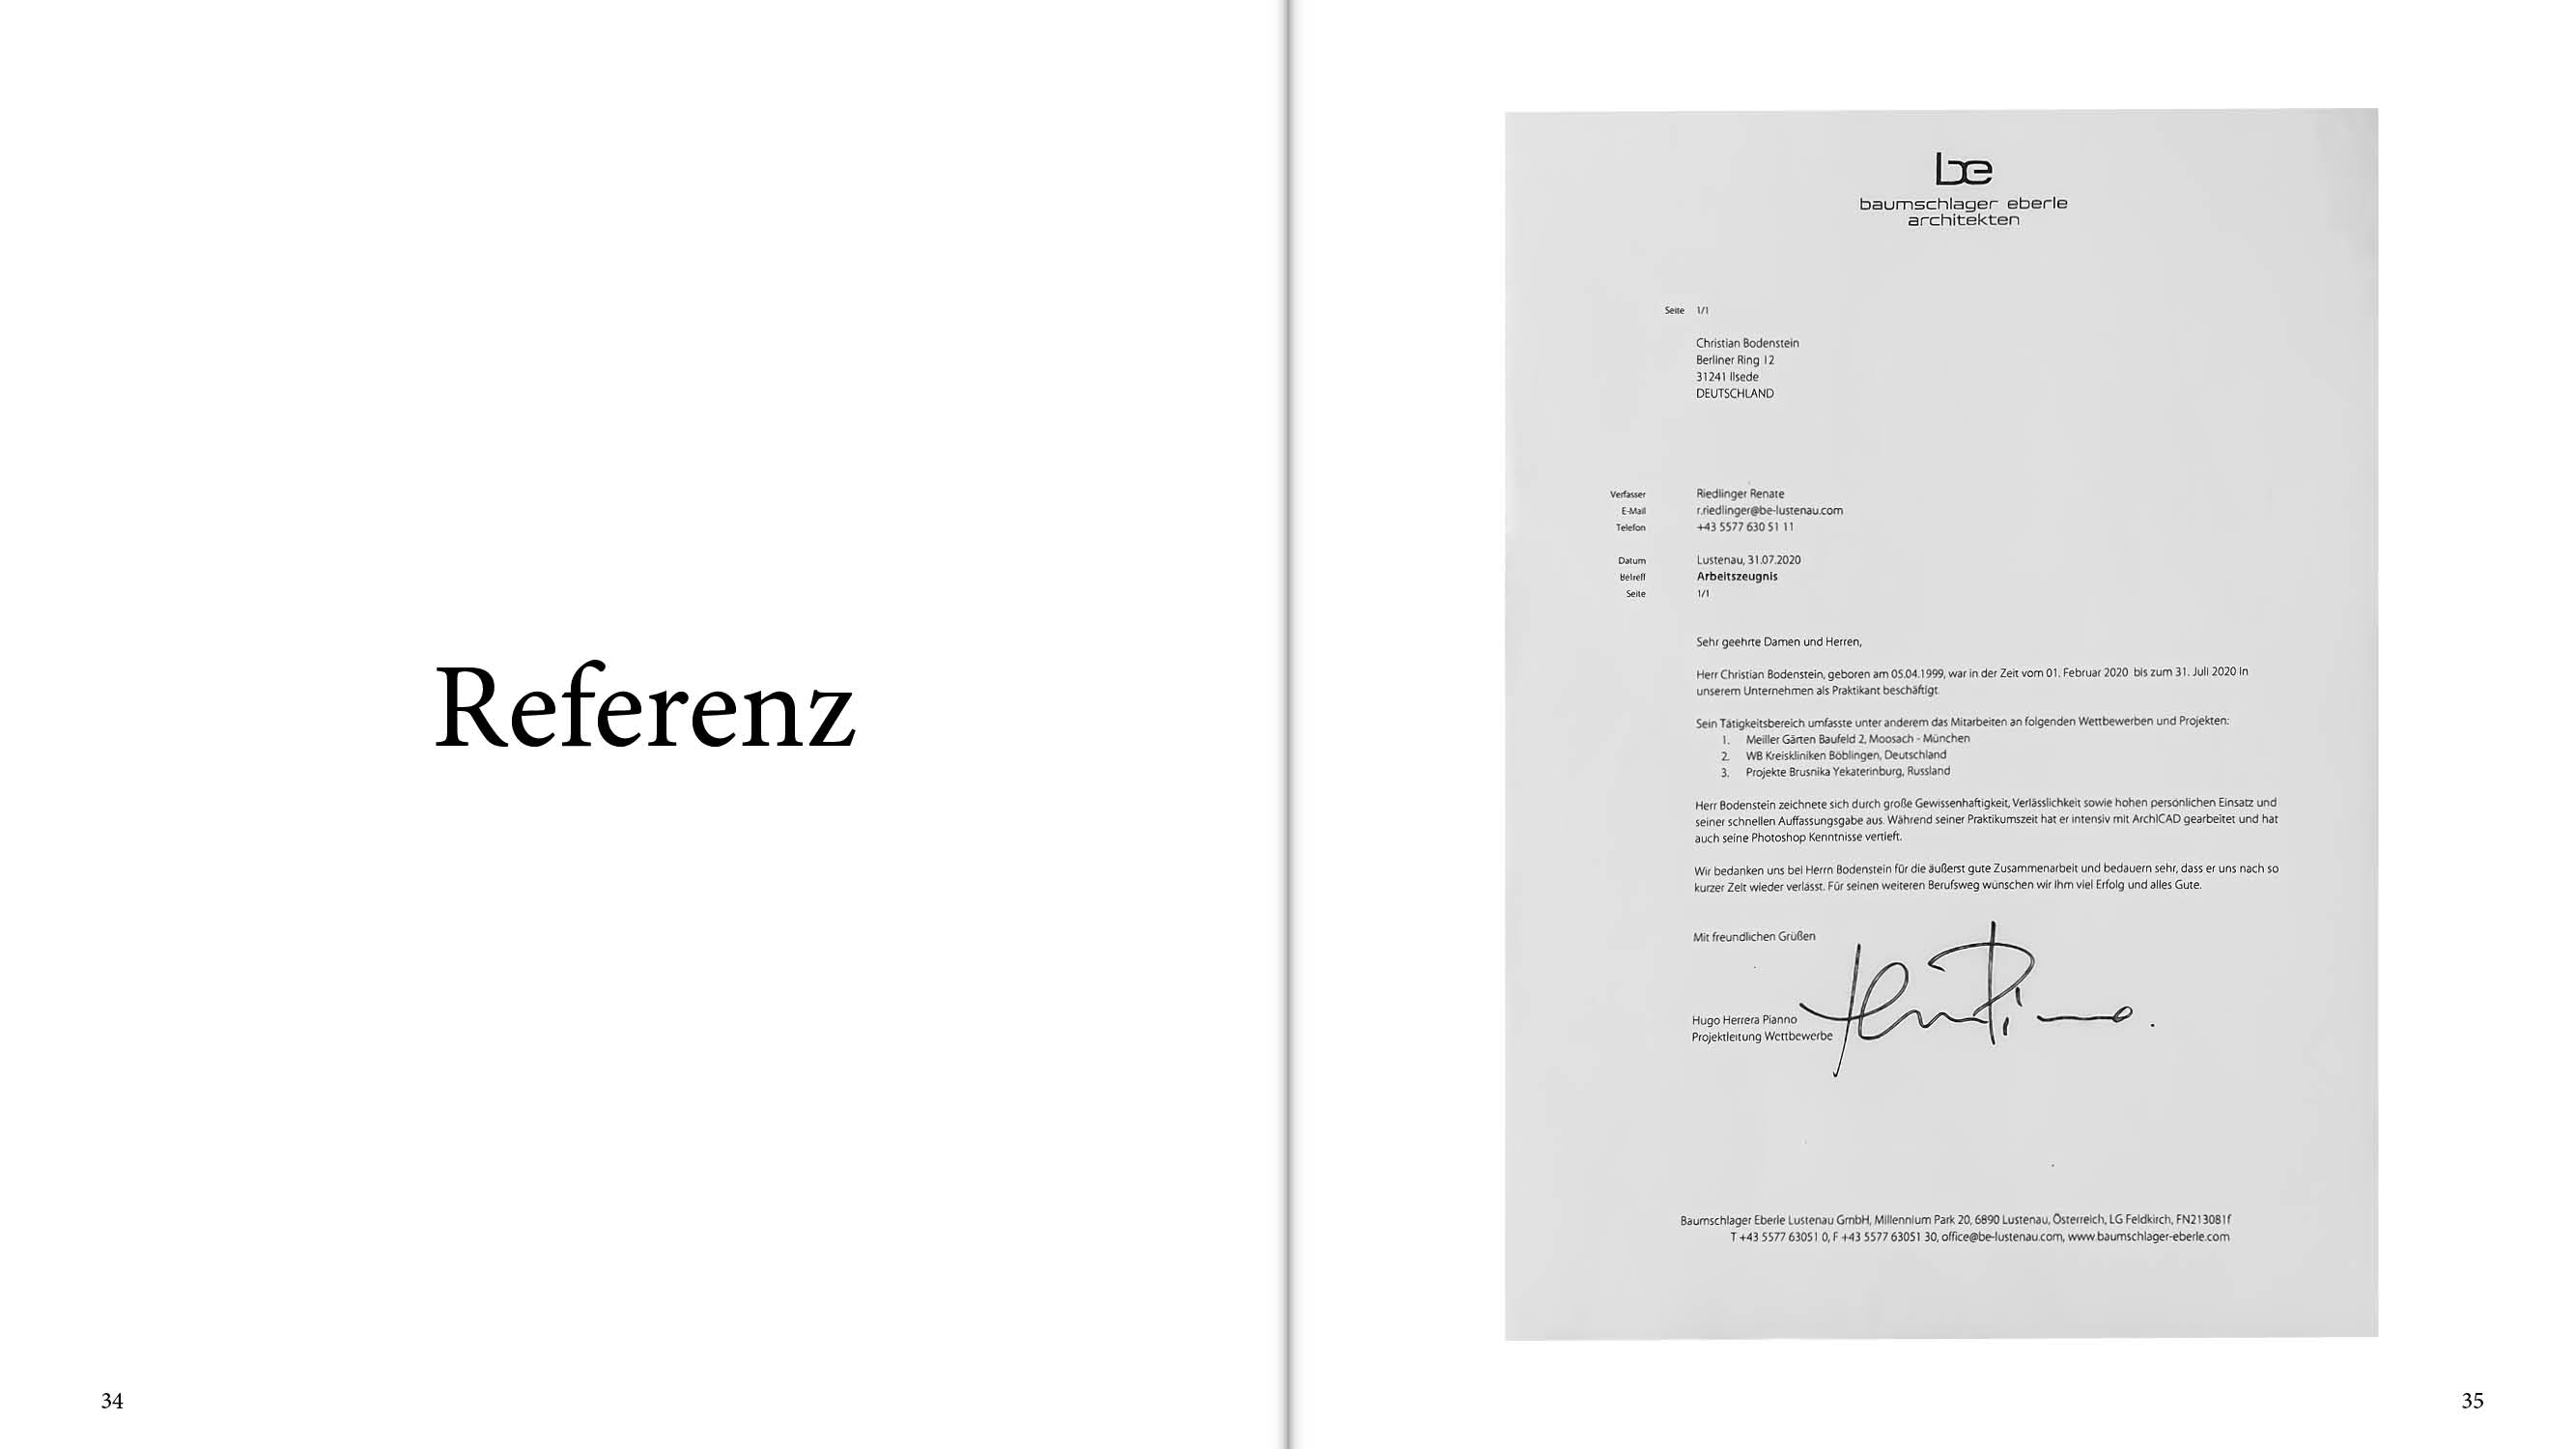 Referenz
34
be
baumschlager eberle
architekten
Seite 1/1
Christian Bodenstein
Berliner Ring 12
31241 Ilsede
DEUTSCHLAND
Verfasser Riedlinger Renate
E-Mail r.riedlinger@be-lustenau.com
Telefon +43 5577 630 51 11
Datum Lustenau, 31.07.2020
Betreff Arbeitszeugnis
Seite 1/1
Sehr geehrte Damen und Herren,
Herr Christian Bodenstein, geboren am 05.04.1999, war in der Zeit vom 01. Februar 2020 bis zum 31. Juli 2020 in
unserem Unternehmen als Praktikant beschäftigt.
Sein Tätigkeitsbereich umfasste unter anderem das Mitarbeiten an folgenden Wettbewerben und Projekten:
1. Meiller Gärten Baufeld 2, Moosach - München
2. WB Kreiskliniken Böblingen, Deutschland
3. Projekte Brusnika Yekaterinburg, Russland
Herr Bodenstein zeichnete sich durch große Gewissenhaftigkeit, Verlässlichkeit sowie hohen persönlichen Einsatz und
seiner schnellen Auffassungsgabe aus. Während seiner Praktikumszeit hat er intensiv mit ArchiCAD gearbeitet und hat
auch seine Photoshop Kenntnisse vertieft.
Wir bedanken uns bei Herrn Bodenstein für die äußerst gute Zusammenarbeit und bedauern sehr, dass er uns nach so
kurzer Zeit wieder verlässt. Für seinen weiteren Berufsweg wünschen wir ihm viel Erfolg und alles Gute.
Mit freundlichen Grüßen
Hugo Herrera Pianno
Projektleitung Wettbewerbe
Baumschlager Eberle Lustenau GmbH, Millennium Park 20, 6890 Lustenau, Österreich, LG Feldkirch, FN213081f
T +43 5577 63051 0, F +43 5577 63051 30, office@be-lustenau.com, www.baumschlager-eberle.com
35